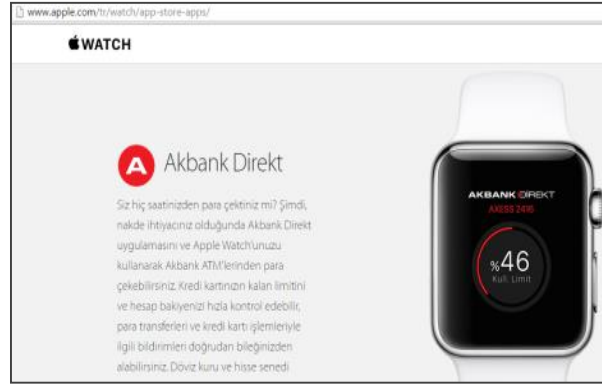 www.apple.com/tr/watch/app-store-apps/
WATCH
Akbank Direkt
Siz hiç saatinizden para çektiniz mi? Şimdi,
nakde ihtiyacınız olduğunda Akbank Direkt
uygulamasını ve Apple Watch'unuzu
kullanarak Akbank ATM'lerinden para
çekebilirsiniz. Kredi kartınızın kalan limitini
ve hesap bakiyenizi hızla kontrol edebilir,
para transferleri ve kredi kartı işlemleriyle
ilgili bildirimleri doğrudan bileğinizden
alabilirsiniz. Döviz kuru ve hisse senedi
AKBANK DİREKT
AXESS 2416
%46
Kull. Limit